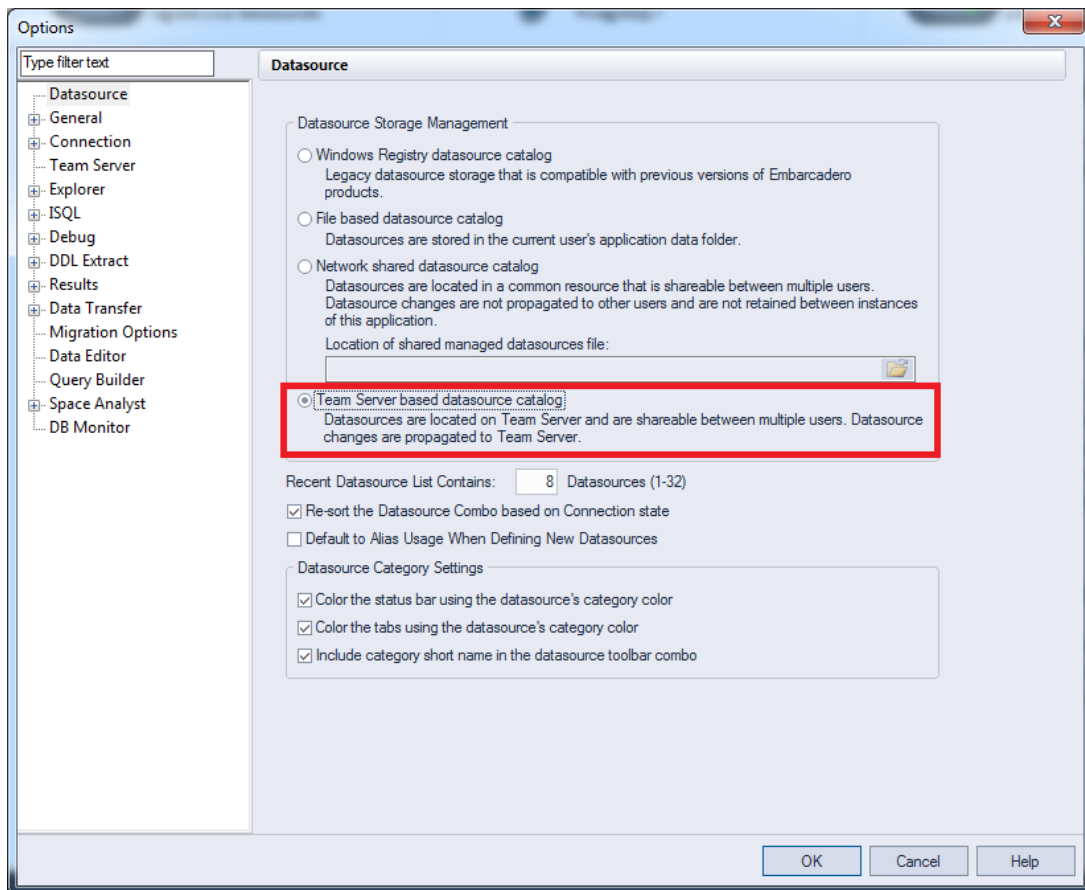 Options
Type filter text
Datasource
General
Connection
Team Server
Explorer
ISQL
Debug
DDL Extract
Results
Data Transfer
Migration Options
Data Editor
Query Builder
Space Analyst
DB Monitor
Datasource
Datasource Storage Management
Windows Registry datasource catalog
Legacy datasource storage that is compatible with previous versions of Embarcadero
products.
File based datasource catalog
Datasources are stored in the current user's application data folder.
Network shared datasource catalog
Datasources are located in a common resource that is shareable between multiple users.
Datasource changes are not propagated to other users and are not retained between instances
of this application.
Location of shared managed datasources file:
Team Server based datasource catalog
Datasources are located on Team Server and are shareable between multiple users. Datasource
changes are propagated to Team Server.
Recent Datasource List Contains: 8 Datasources (1-32)
Re-sort the Datasource Combo based on Connection state
Default to Alias Usage When Defining New Datasources
Datasource Category Settings
Color the status bar using the datasource's category color
Color the tabs using the datasource's category color
Include category short name in the datasource toolbar combo
OK Cancel Help